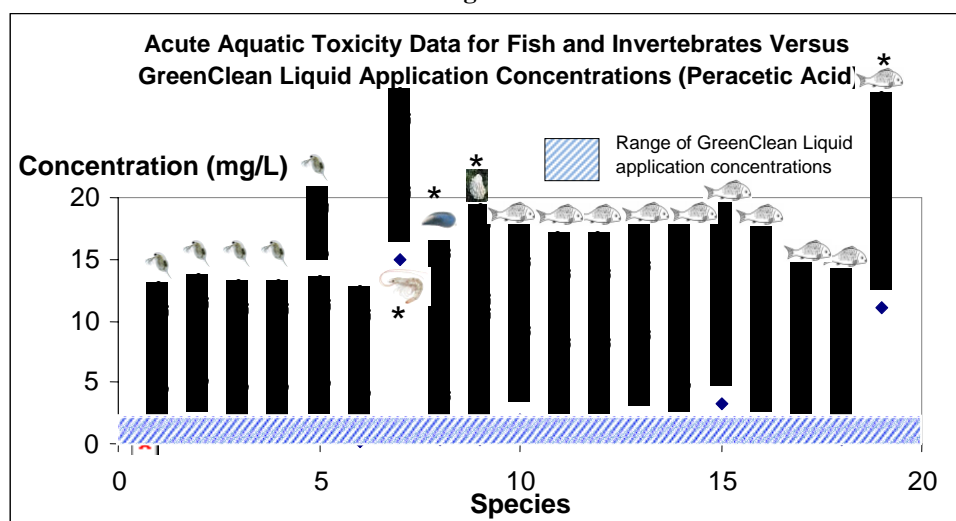 Acute Aquatic Toxicity Data for Fish and Invertebrates Versus
GreenClean Liquid Application Concentrations (Peracetic Acid)
Range of GreenClean Liquid
application concentrations
Concentration (mg/L)
20
15
10
5
0
0 5 10 15 20
Species